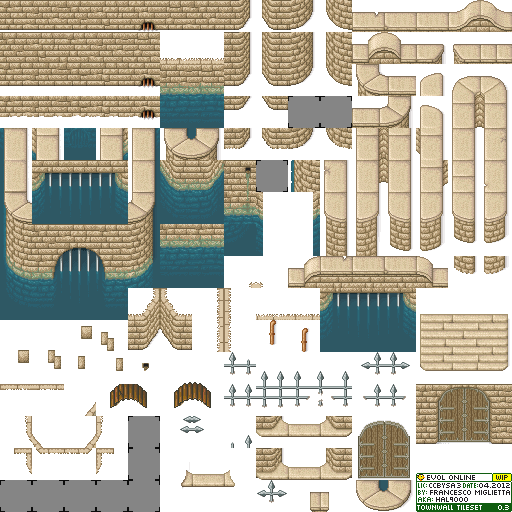 © EVOL ONLINE WIP
LIC:CCBYSA3 DATE:04.2012
BY: FRANCESCO MIGLIETTA
AKA: HAL9000
TOWNWALL TILESET 0.3